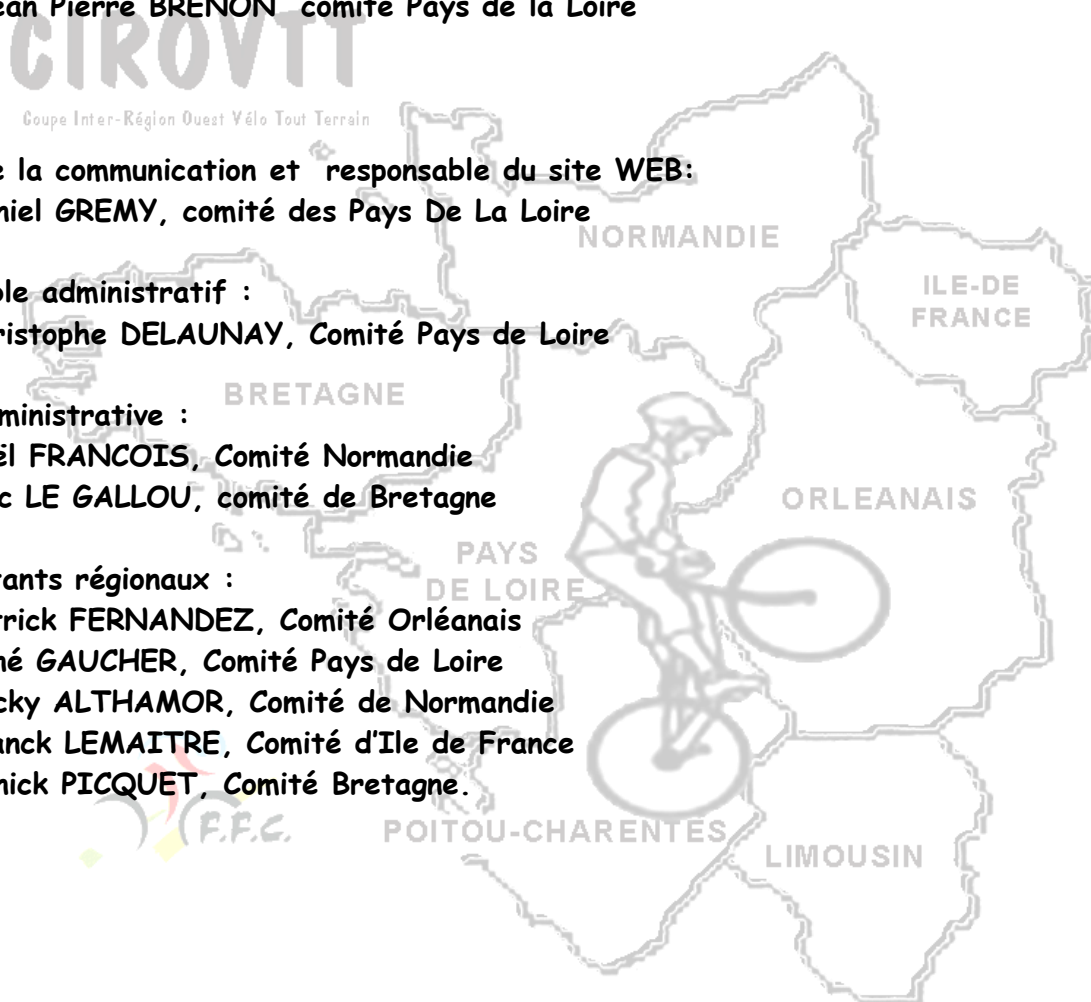 ean Pierre BRENON comité Pays de la Loire
CIROVTT
Coupe Inter-Région Ouest Vélo Tout Terrain
e la communication et responsable du site WEB:
niel GREMY, comité des Pays De La Loire
NORMANDIE
ILE-DE
FRANCE
ble administratif :
ristophe DELAUNAY, Comité Pays de Loire
BRETAGNE
ministrative :
ël FRANCOIS, Comité Normandie
ic LE GALLOU, comité de Bretagne
ORLEANAIS
PAYS
DE LOIRE
tants régionaux :
trick FERNANDEZ, Comité Orléanais
né GAUCHER, Comité Pays de Loire
cky ALTHAMOR, Comité de Normandie
anck LEMAITRE, Comité d'Ile de France
nick PICQUET, Comité Bretagne.
F.F.C.
POITOU-CHARENTES
LIMOUSIN